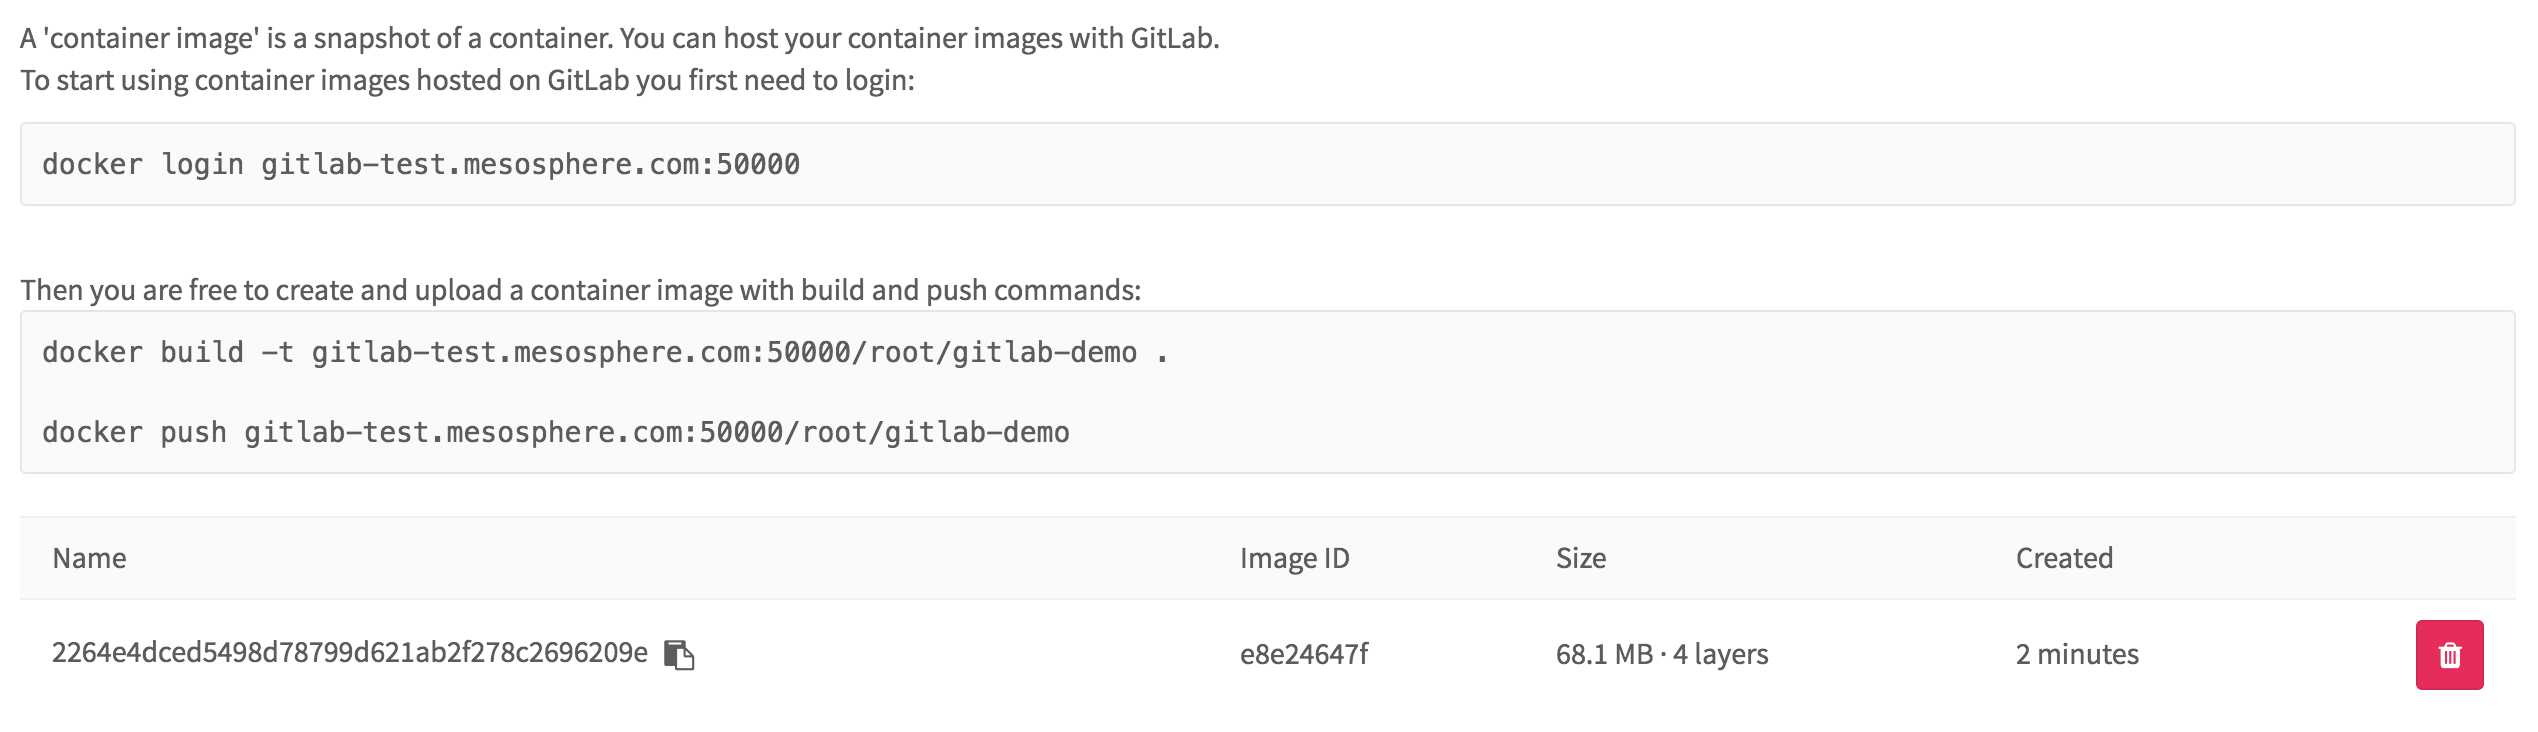 A 'container image' is a snapshot of a container. You can host your container images with GitLab.
To start using container images hosted on GitLab you first need to login:
docker login gitlab-test.mesosphere.com:50000
Then you are free to create and upload a container image with build and push commands:
docker build -t gitlab-test.mesosphere.com:50000/root/gitlab-demo .
docker push gitlab-test.mesosphere.com:50000/root/gitlab-demo
Name Image ID Size Created
2264e4dced5498d78799d621ab2f278c2696209e e8e24647f 68.1 MB · 4 layers 2 minutes